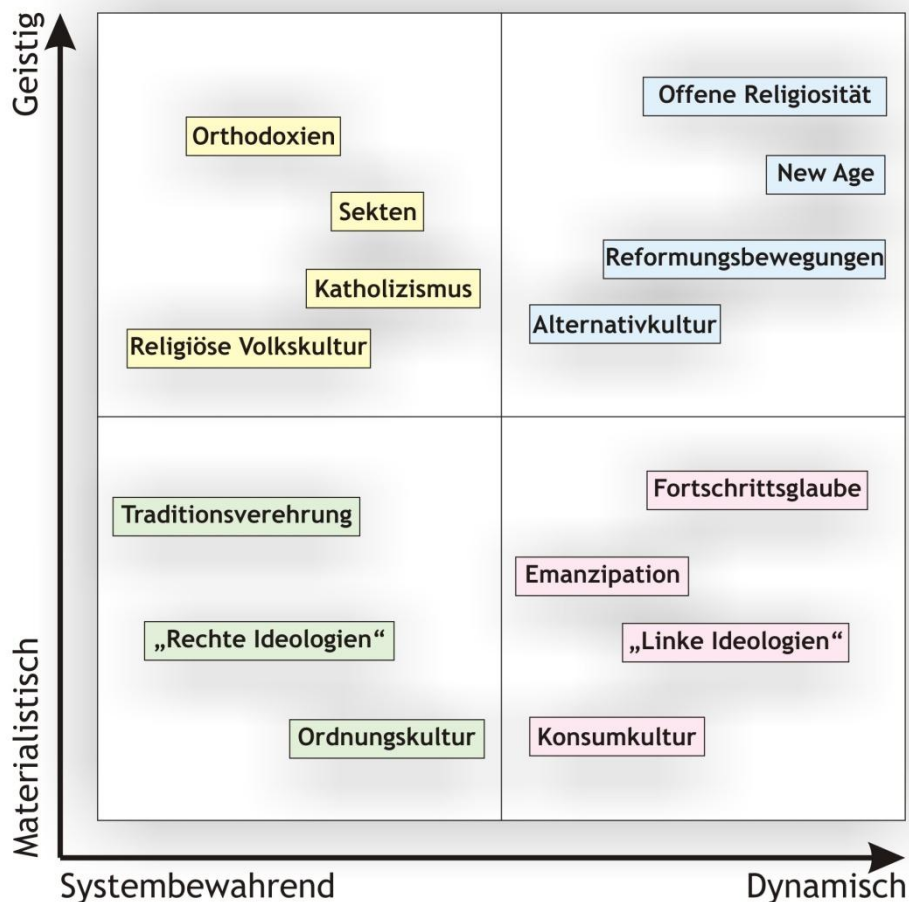 Geistig
Offene Religiosität
Orthodoxien
New Age
Sekten
Reformungsbewegungen
Katholizismus
Alternativkultur
Religiöse Volkskultur
Fortschrittsglaube
Traditionsverehrung
Emanzipation
„Rechte Ideologien“
„Linke Ideologien“
Ordnungskultur
Konsumkultur
Materialistisch
Systembewahrend
Dynamisch